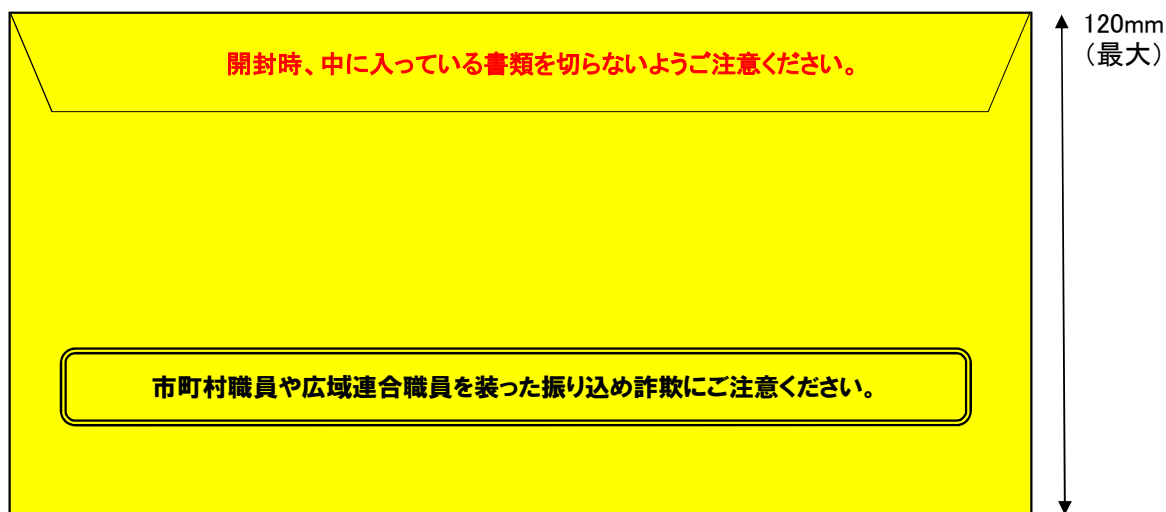 開封時、中に入っている書類を切らないようご注意ください。
120mm
（最大）
市町村職員や広域連合職員を装った振り込め詐欺にご注意ください。